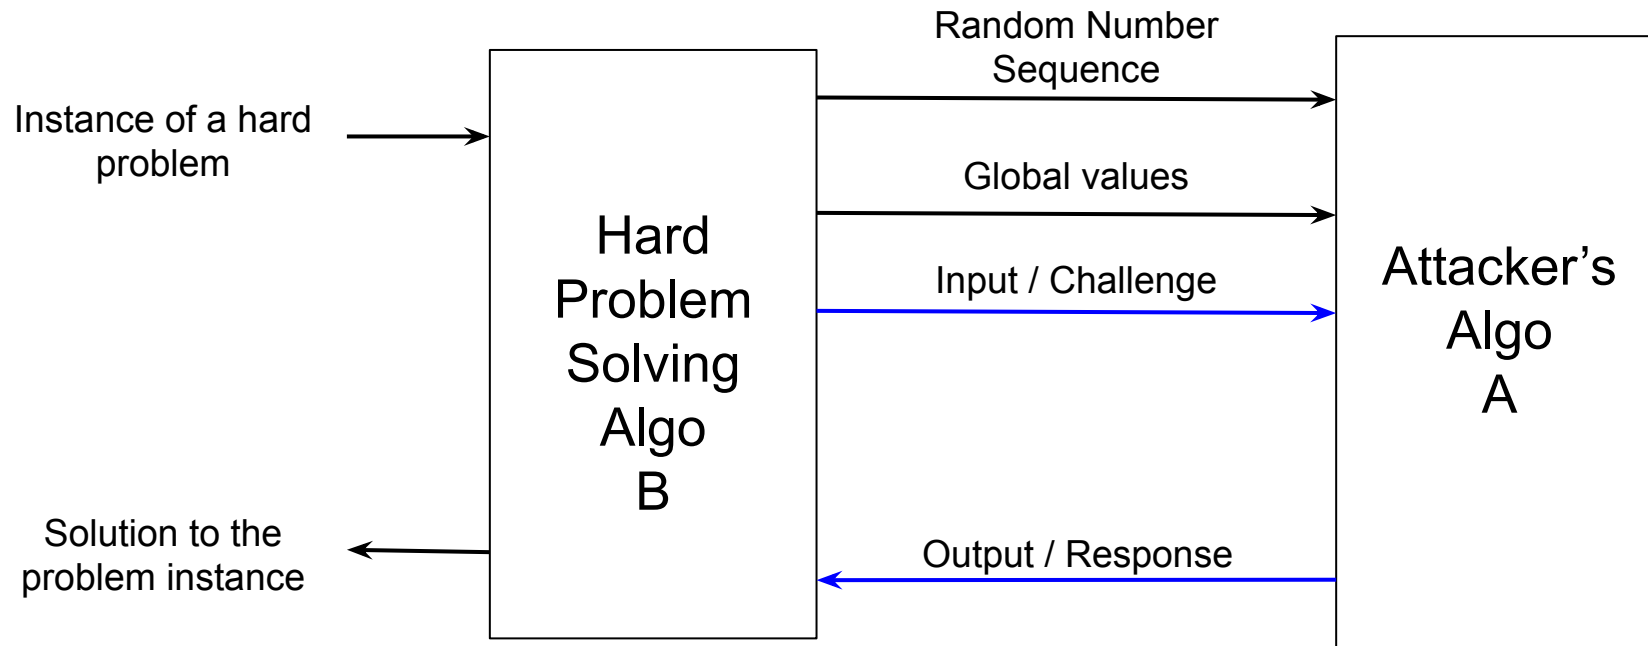 Random Number
Sequence
Instance of a hard
problem
Global values
Hard
Problem
Solving
Algo
B
Input / Challenge
Attacker’s
Algo
A
Solution to the
problem instance
Output / Response